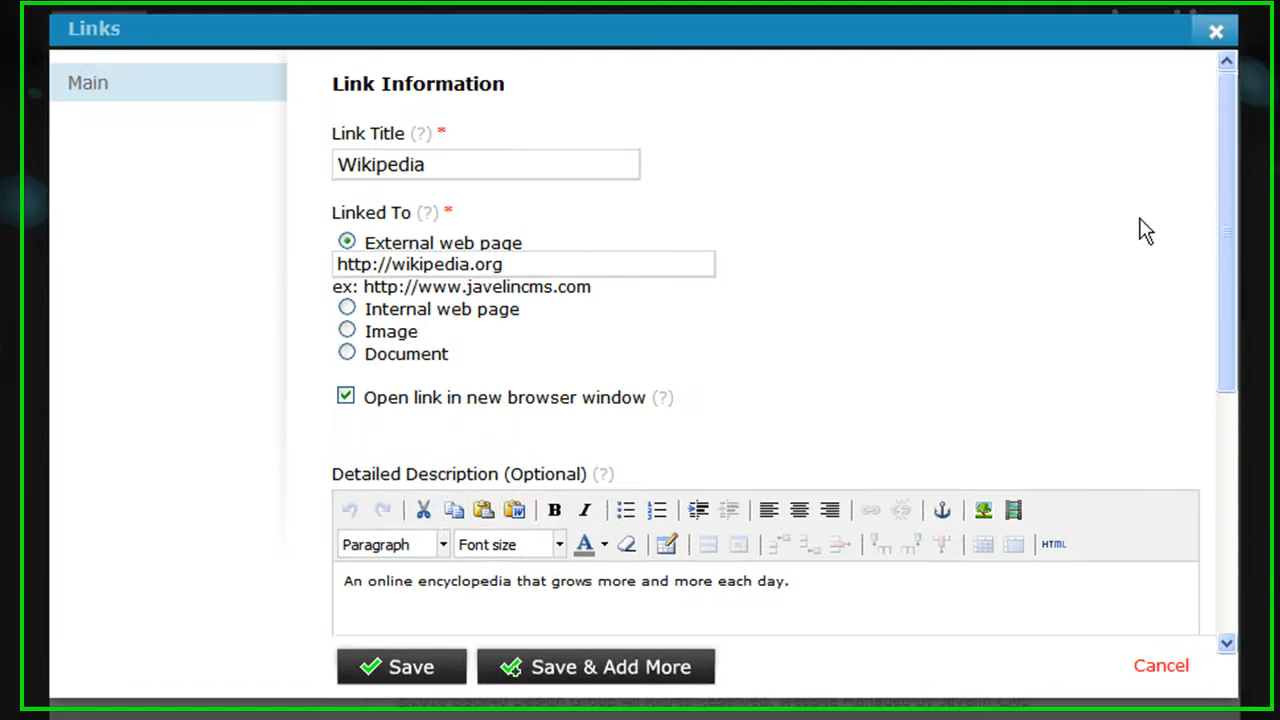 Links
Main
Link Information
Link Title (?) *
Wikipedia
Linked To (?) *
External web page
http://wikipedia.org
ex: http://www.javelincms.com
Internal web page
Image
Document
Open link in new browser window (?)
Detailed Description (Optional) (?)
B I
Paragraph Font size A HTML
An online encyclopedia that grows more and more each day.
Save Save & Add More Cancel